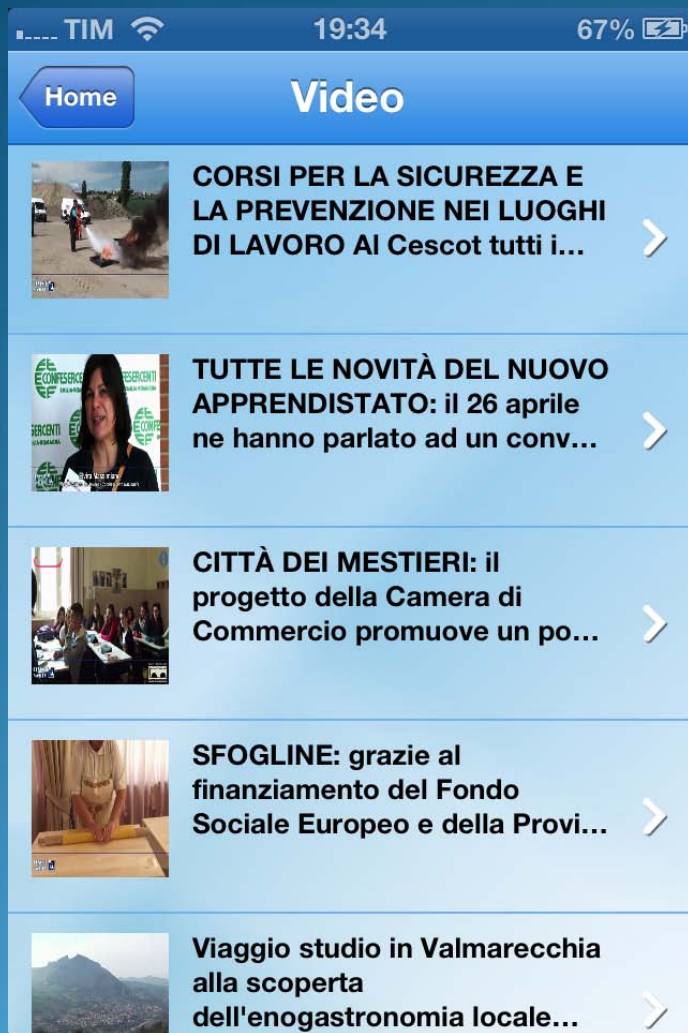 TIM 19:34 67%
Home Video
CORSI PER LA SICUREZZA E
LA PREVENZIONE NEI LUOGHI
DI LAVORO Al Cescot tutti i...
TUTTE LE NOVITÀ DEL NUOVO
APPRENDISTATO: il 26 aprile
ne hanno parlato ad un conv...
CITTÀ DEI MESTIERI: il
progetto della Camera di
Commercio promuove un po...
SFOGLINE: grazie al
finanziamento del Fondo
Sociale Europeo e della Provi...
Viaggio studio in Valmarecchia
alla scoperta
dell'enogastronomia locale...